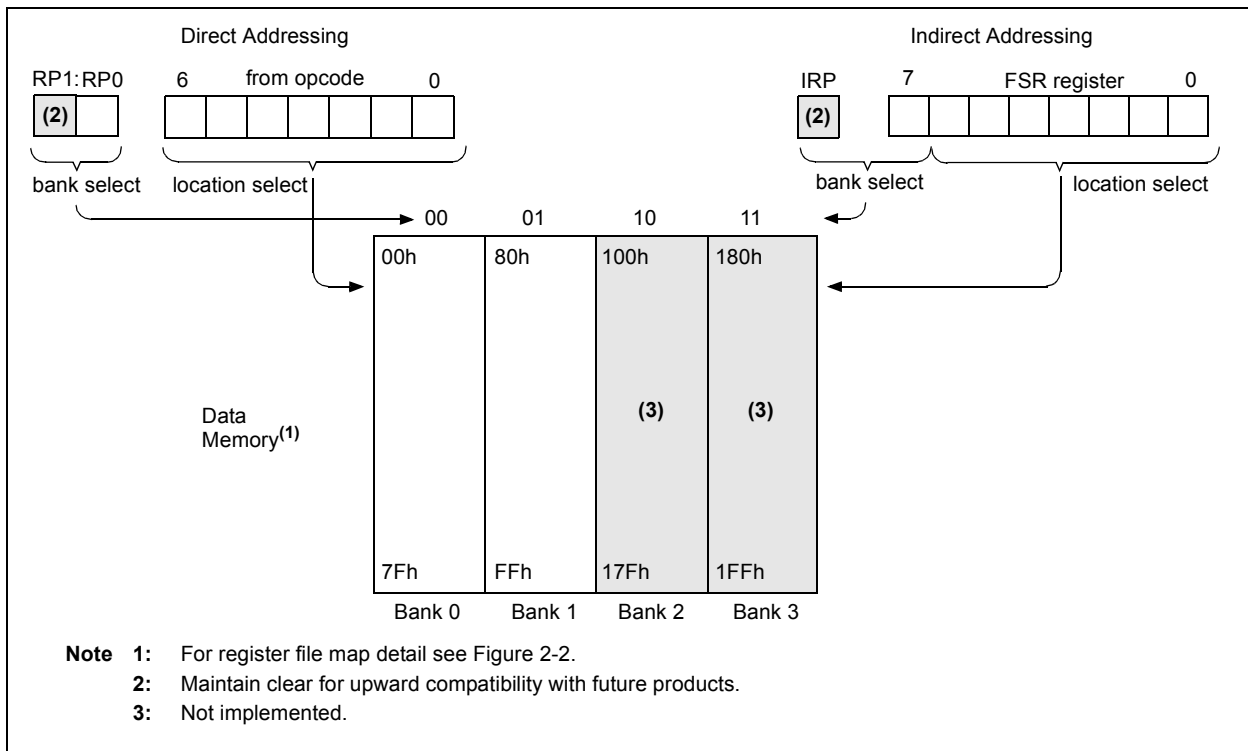 Direct Addressing
Indirect Addressing
RP1:RP0 6 from opcode 0
IRP 7 FSR register 0
(2)
(2)
bank select location select
bank select location select
00 01 10 11
00h 80h 100h 180h
(3) (3)
Data
Memory(1)
7Fh FFh 17Fh 1FFh
Bank 0 Bank 1 Bank 2 Bank 3
Note 1: For register file map detail see Figure 2-2.
2: Maintain clear for upward compatibility with future products.
3: Not implemented.